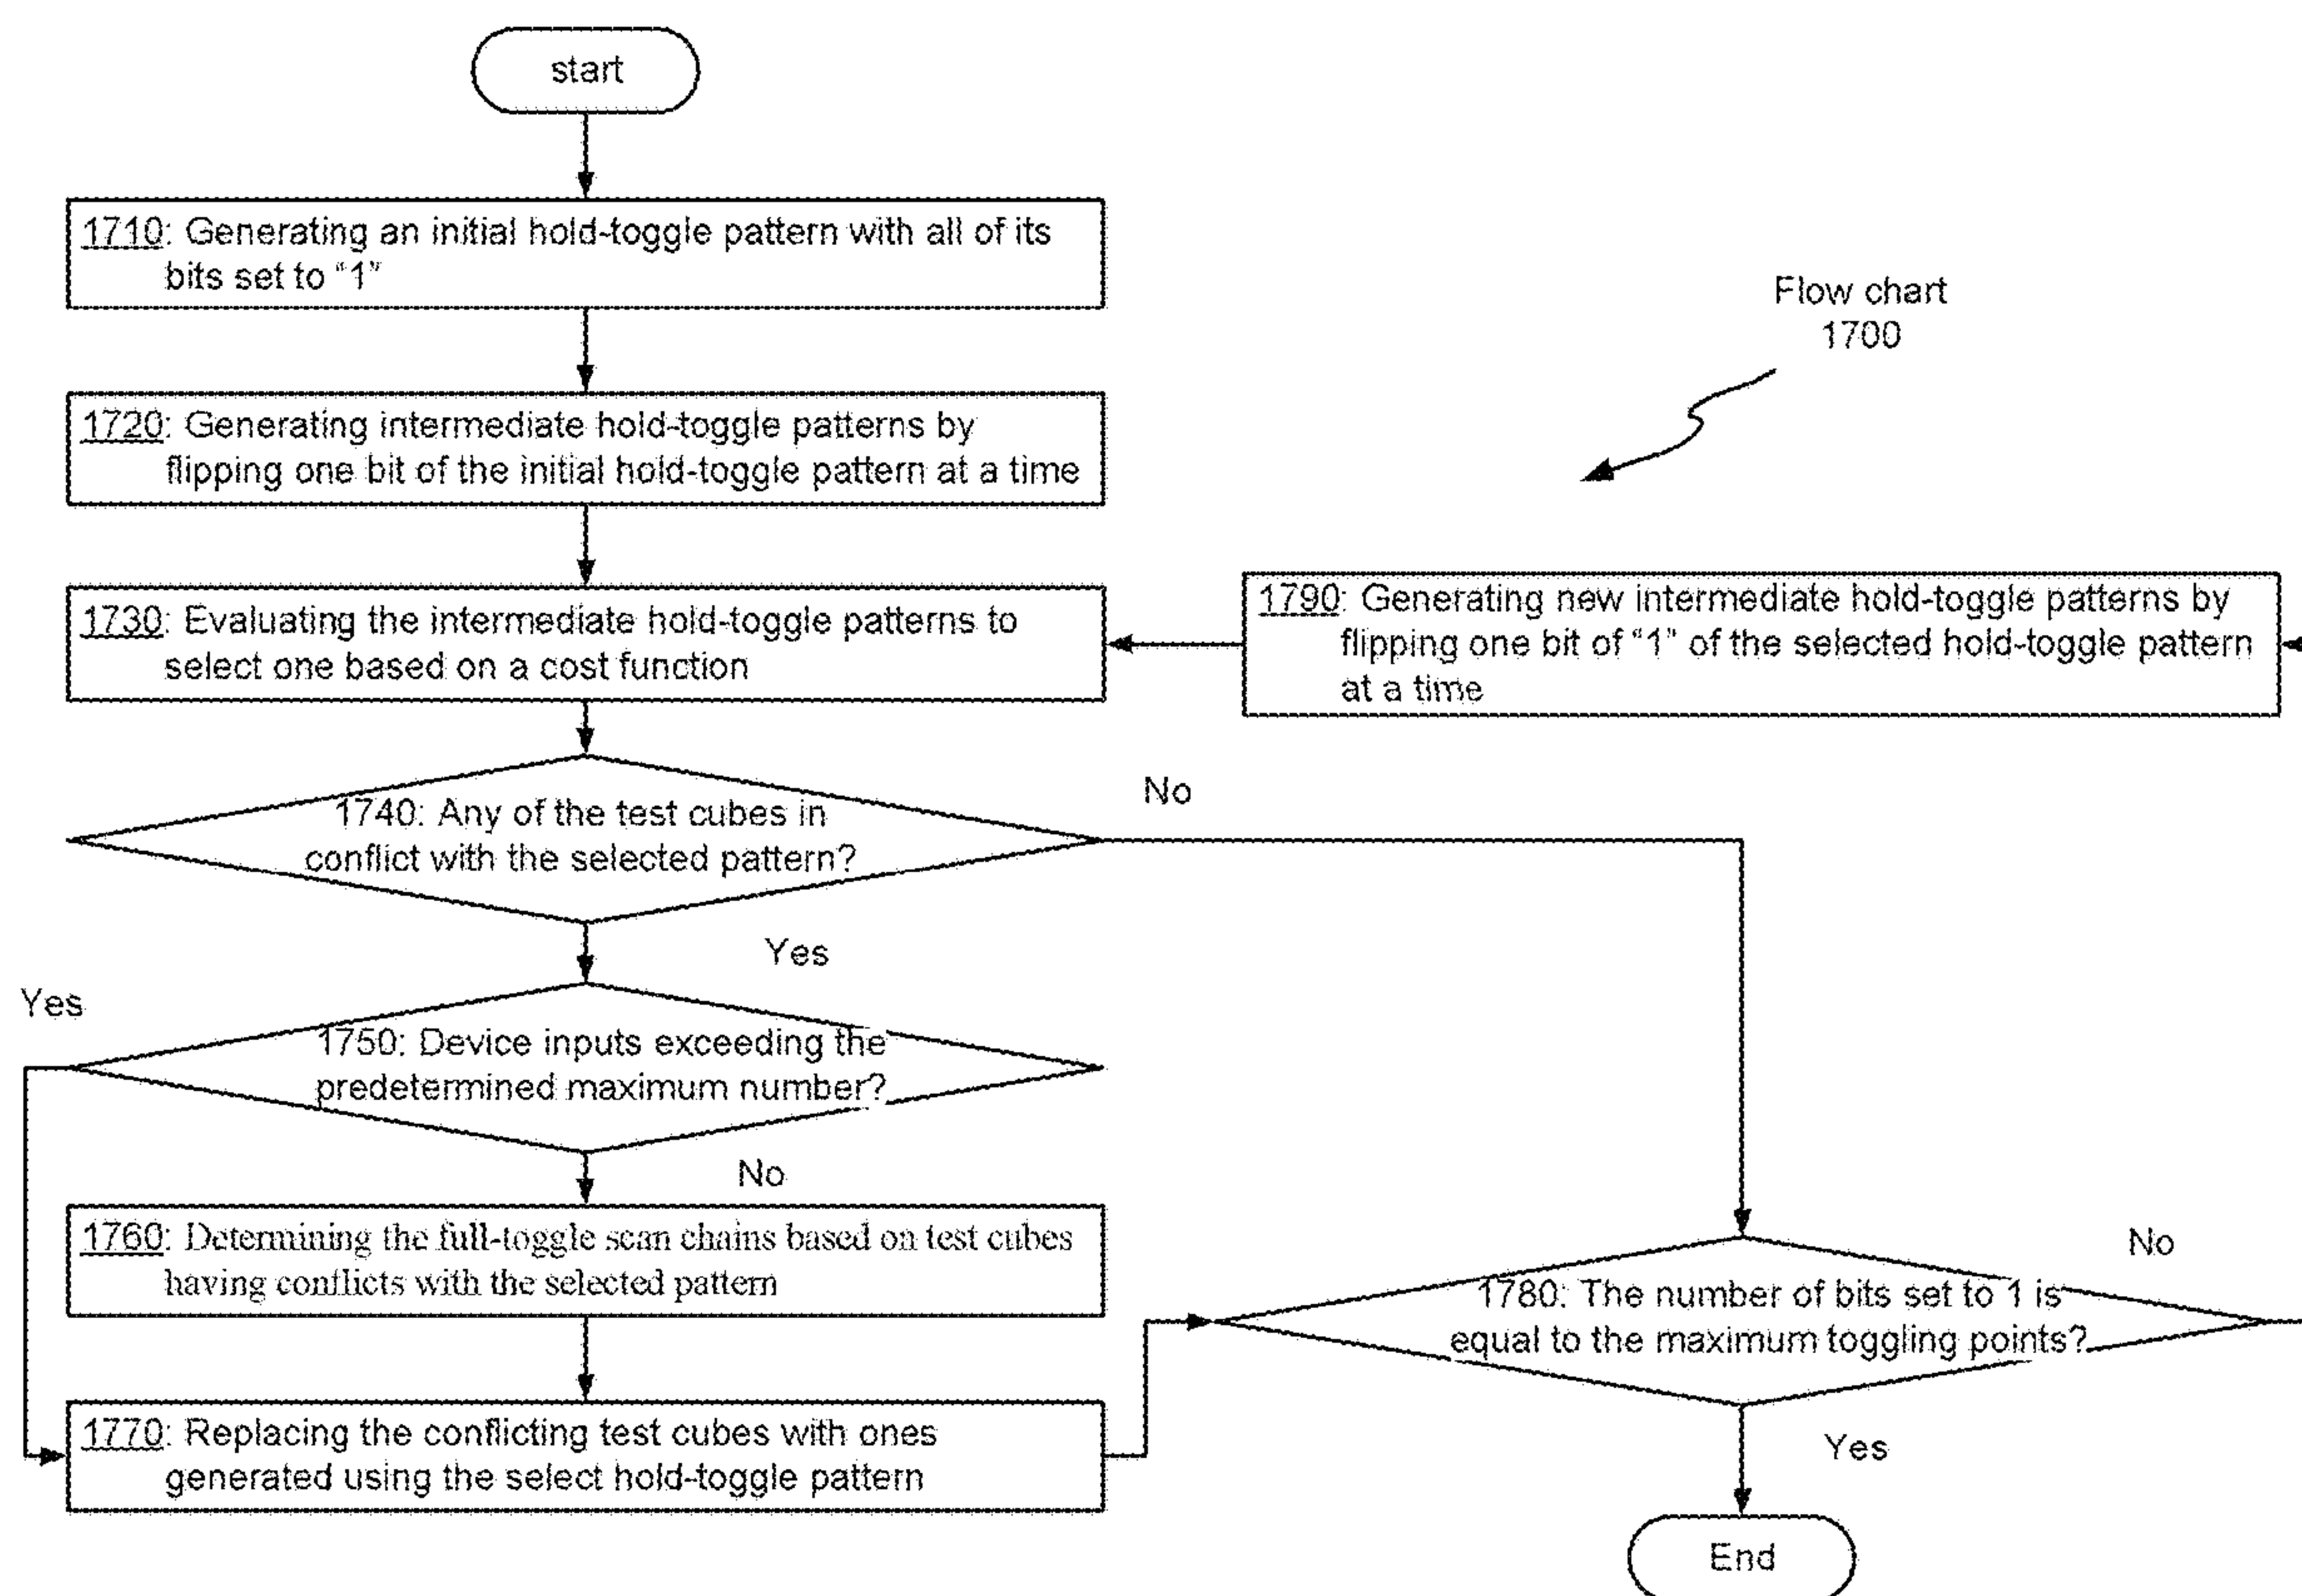 start
1710: Generating an initial hold-toggle pattern with all of its
bits set to “1”
Flow chart
1700
1720: Generating intermediate hold-toggle patterns by
flipping one bit of the initial hold-toggle pattern at a time
1730: Evaluating the intermediate hold-toggle patterns to
select one based on a cost function
1790: Generating new intermediate hold-toggle patterns by
flipping one bit of “1” of the selected hold-toggle pattern
at a time
1740: Any of the test cubes in
conflict with the selected pattern?
No
Yes
Yes
1750: Device inputs exceeding the
predetermined maximum number?
No
1760: Determining the full-toggle scan chains based on test cubes
having conflicts with the selected pattern
1770: Replacing the conflicting test cubes with ones
generated using the select hold-toggle pattern
1780: The number of bits set to 1 is
equal to the maximum toggling points?
No
Yes
End